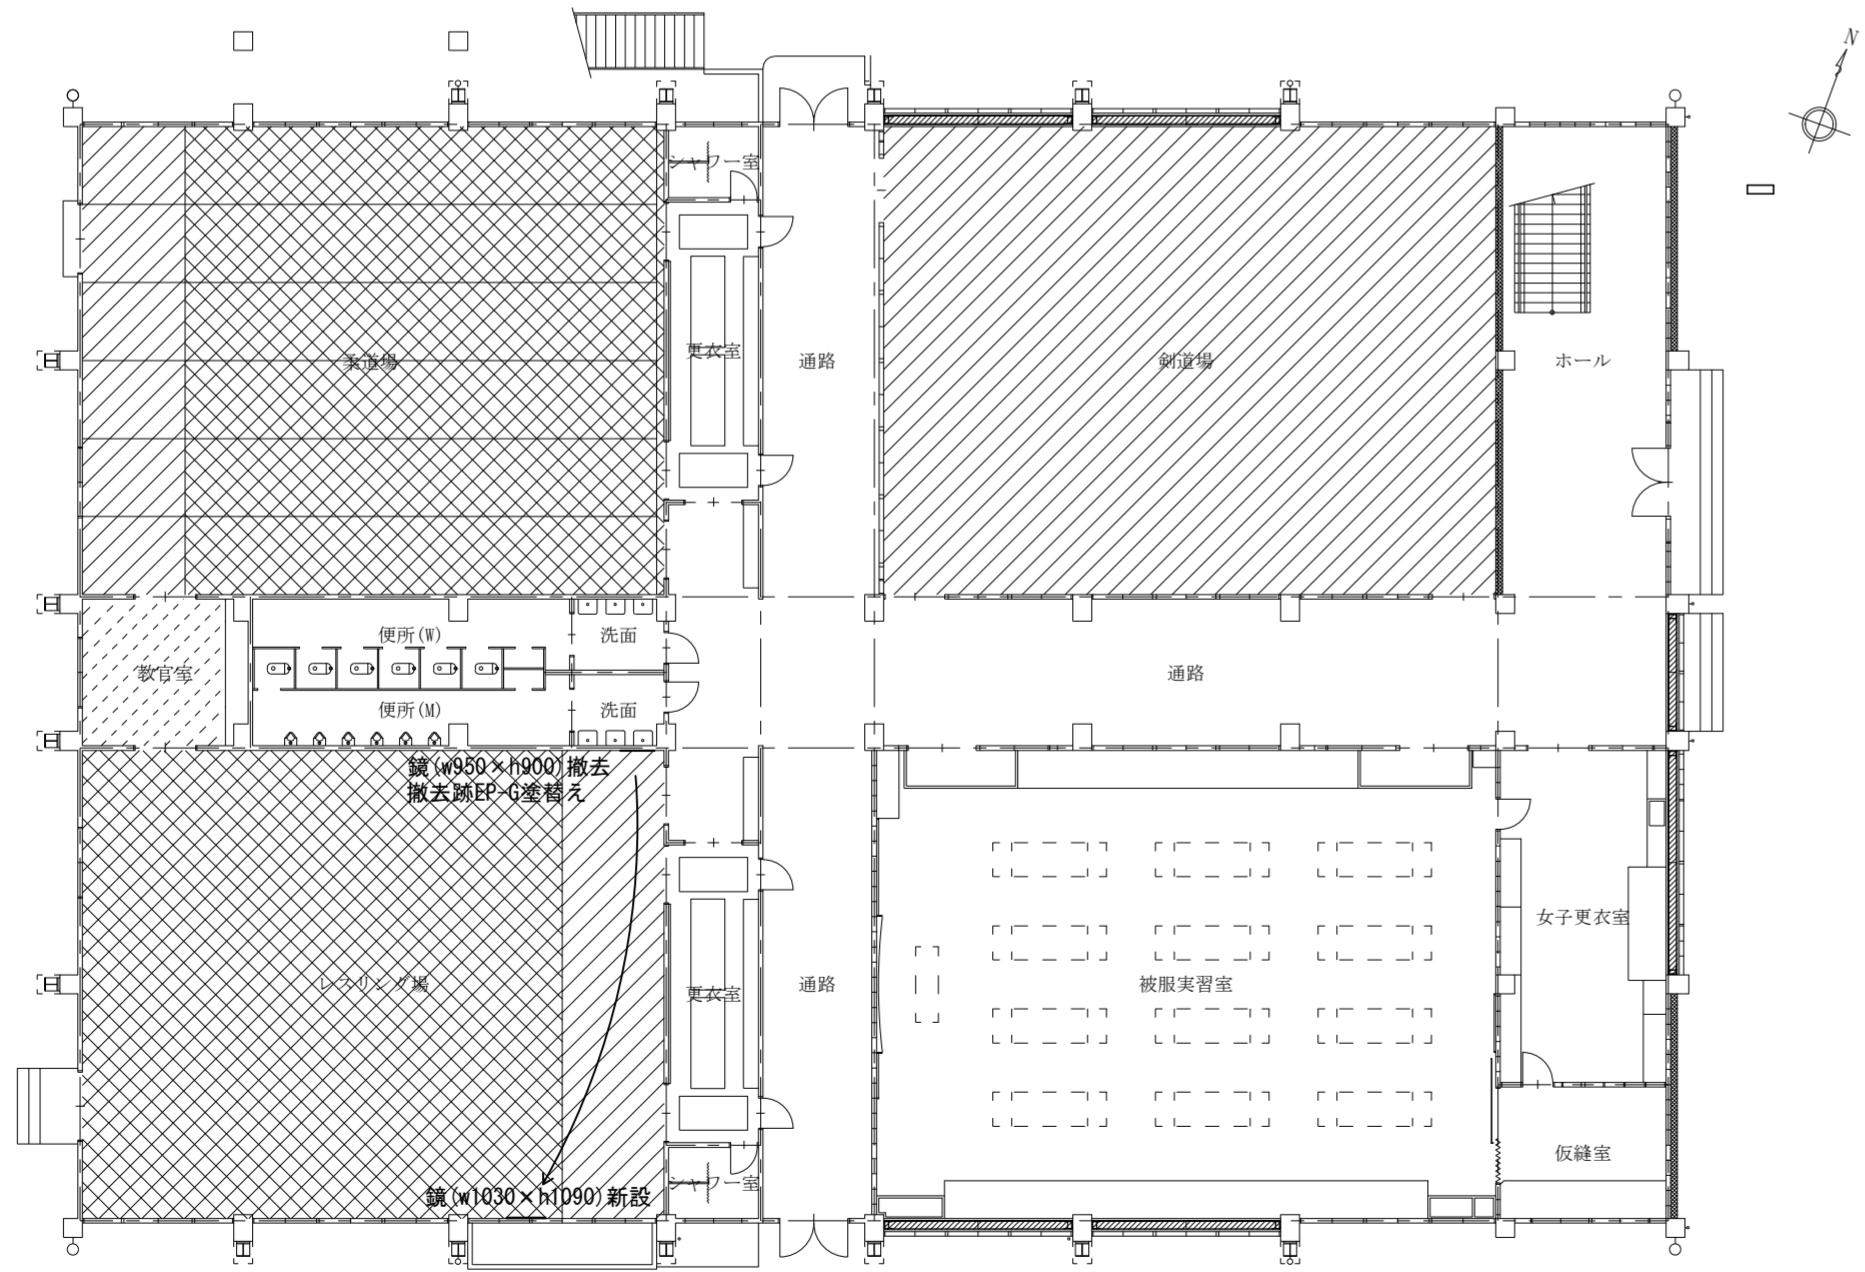 N
シャワー室
柔道場
更衣室
通路
剣道場
ホール
便所(W)
洗面
教官室
通路
便所(M)
洗面
鏡(w950×h900)撤去
撤去跡EP-G塗替え
女子更衣室
レスリング場
更衣室
通路
被服実習室
仮縫室
シャワー室
鏡(w1030×h1090)新設